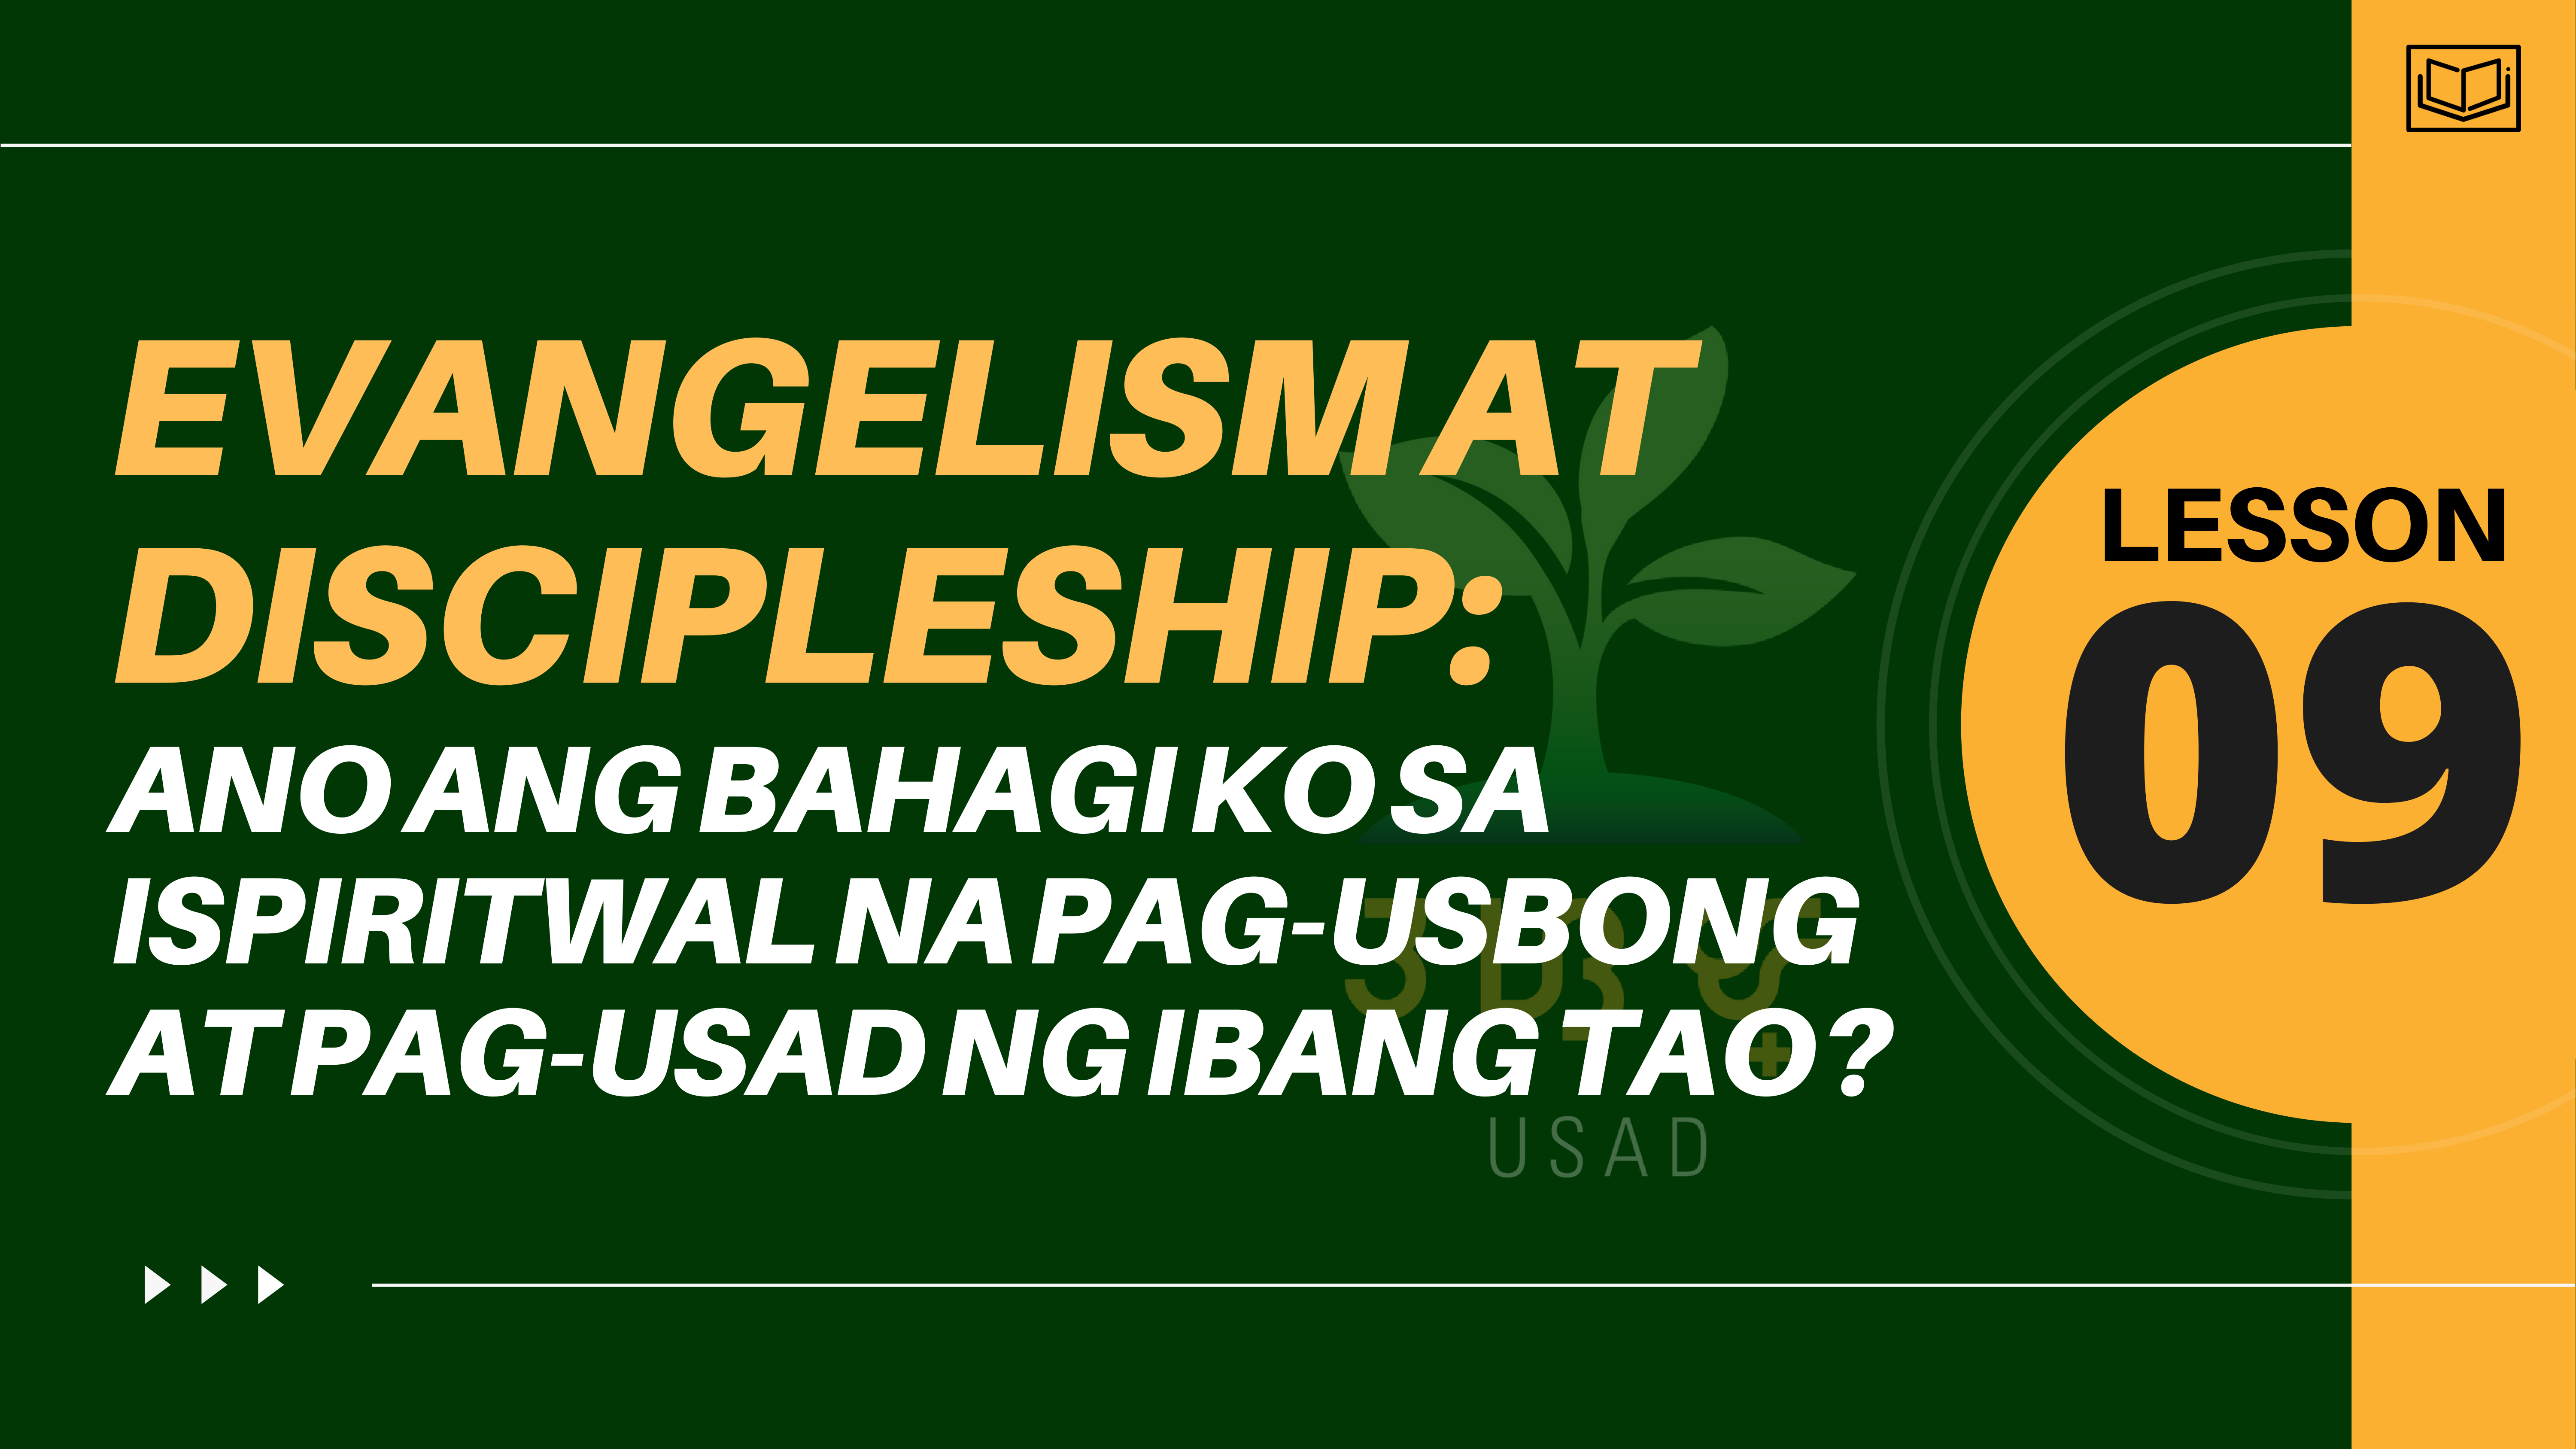 EVANGELISM AT
DISCIPLESHIP:
ANO ANG BAHAGI KO SA
ISPIRITWAL NA PAG-USBONG
AT PAG-USAD NG IBANG TAO?
USAD
LESSON
09